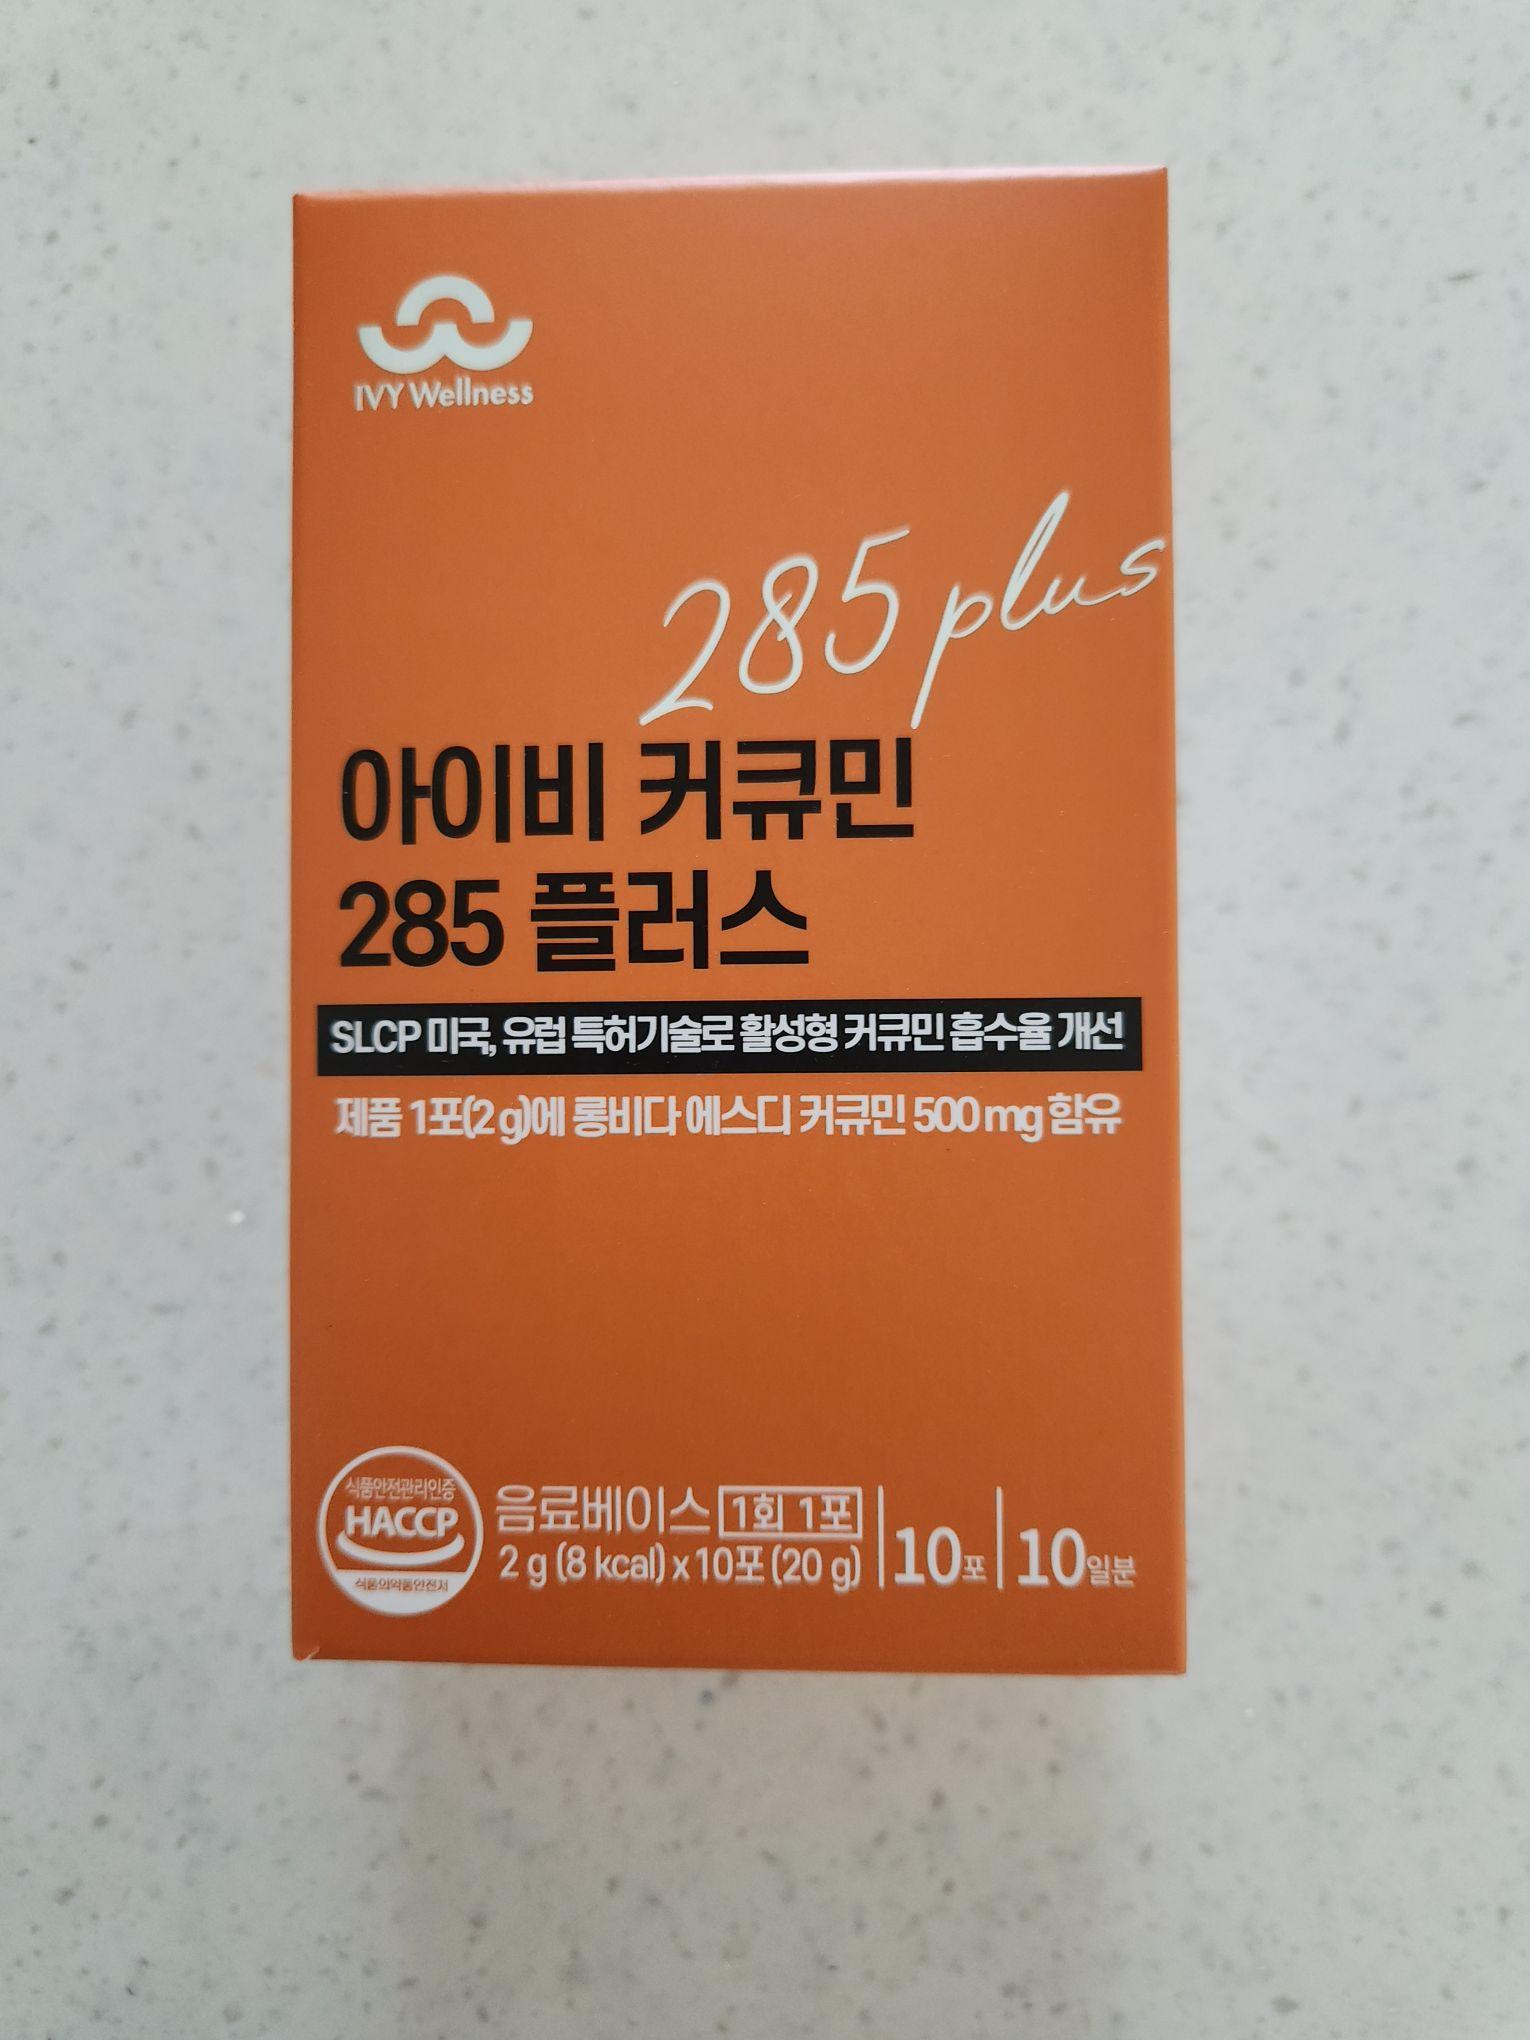 IVY Wellness
285 plus
아이비 커큐민
285 플러스
SLCP 미국, 유럽 특허기술로 활성형 커큐민 흡수율 개선
제품 1포(2 g)에 롱비다 에스디 커큐민 500 mg 함유
식품안전관리인증
HACCP
식품의약품안전처
음료베이스 1회 1포
2 g (8 kcal) x 10포 (20 g)
10포
10일분